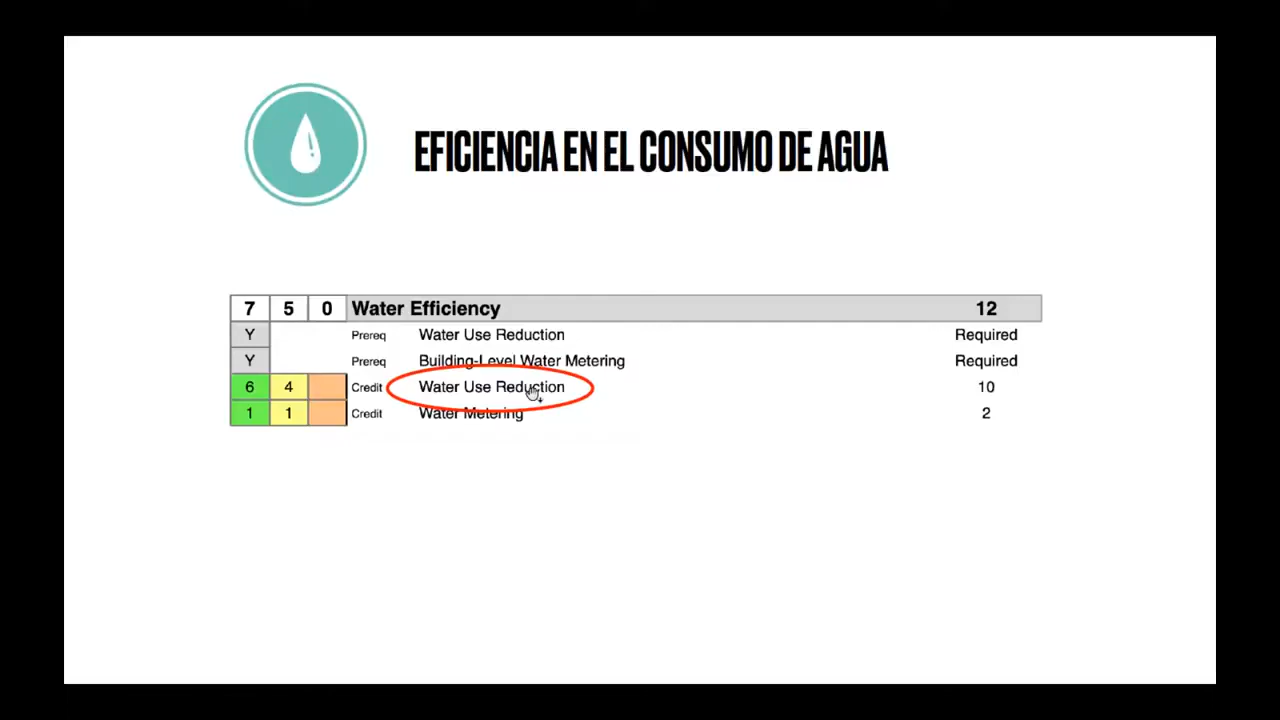 EFICIENCIA EN EL CONSUMO DE AGUA
7 5 0 Water Efficiency 12
Y Prereq Water Use Reduction Required
Y Prereq Building-Level Water Metering Required
6 4 Credit Water Use Reduction 10
1 1 Credit Water Metering 2